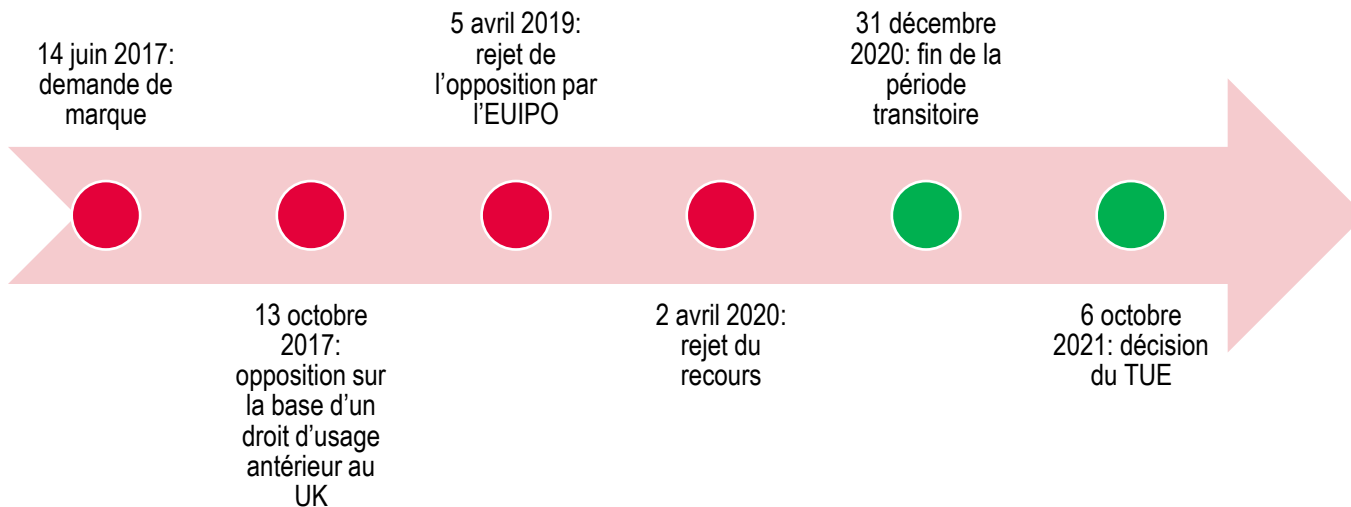 14 juin 2017:
demande de
marque
13 octobre
2017:
opposition sur
la base d’un
droit d’usage
antérieur au
UK
5 avril 2019:
rejet de
l’opposition par
l’EUIPO
2 avril 2020:
rejet du
recours
31 décembre
2020: fin de la
période
transitoire
6 octobre
2021: décision
du TUE